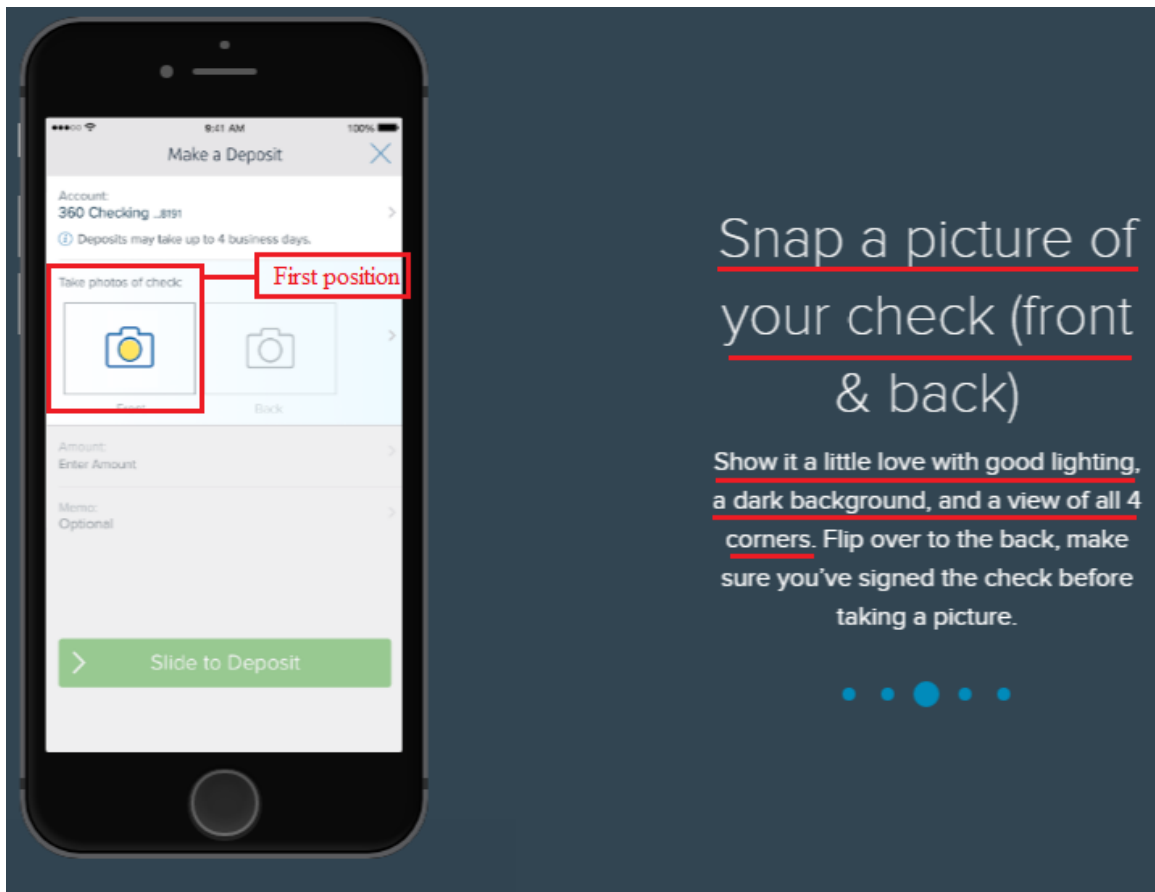 9:41 AM
100%
Make a Deposit
Account:
360 Checking ...8191
Deposits may take up to 4 business days.
Take photos of check:
First position
Front
Back
Amount:
Enter Amount
Memo:
Optional
Slide to Deposit
Snap a picture of
your check (front
& back)
Show it a little love with good lighting,
a dark background, and a view of all 4
corners. Flip over to the back, make
sure you've signed the check before
taking a picture.